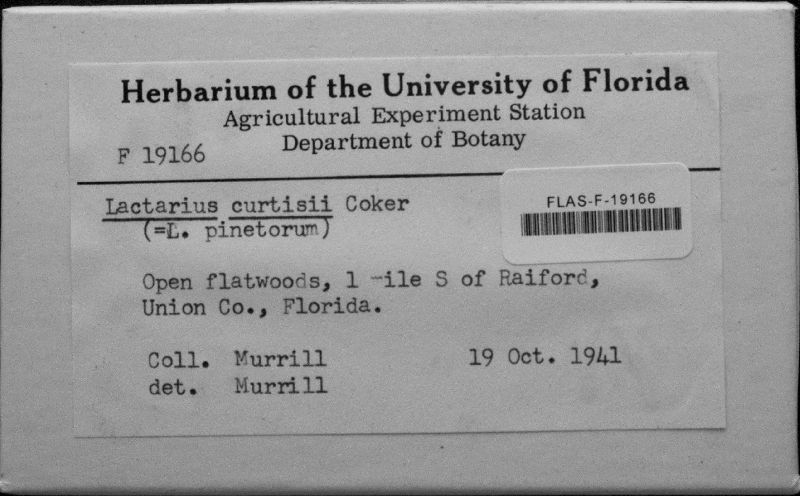 Herbarium of the University of Florida
Agricultural Experiment Station
Department of Botany
F 19166
FLAS-F-19166
Lactarius curtisii Coker
(=L. pinetorum)
Open flatwoods, 1 ile S of Raiford,
Union Co., Florida.
Coll. Murrill 19 Oct. 1941
det. Murrill